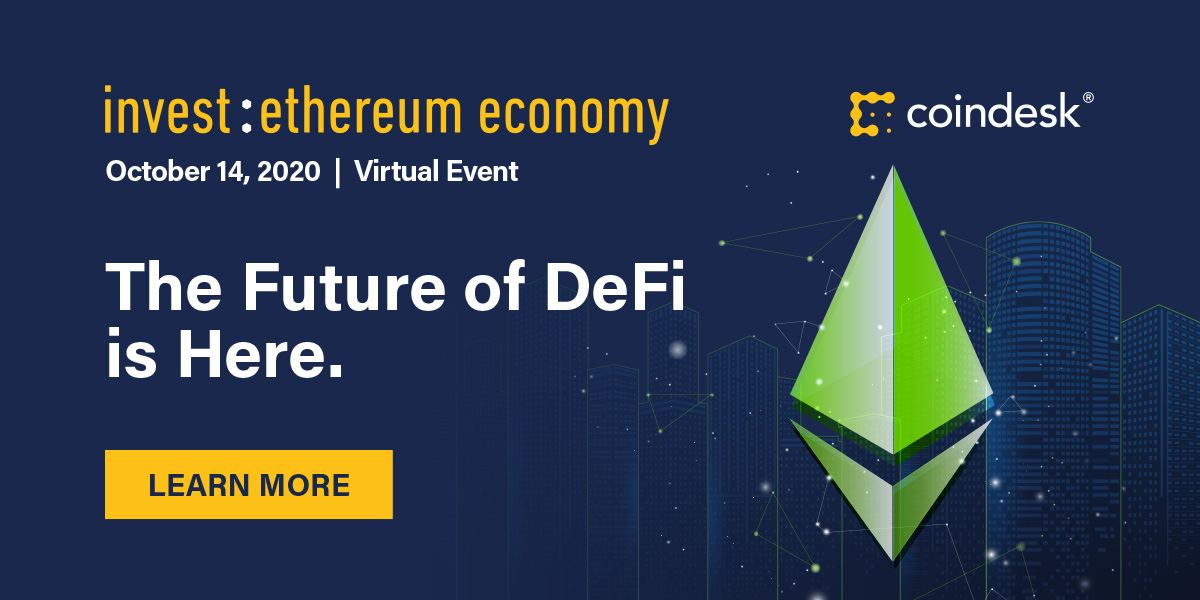 invest:ethereum economy
coindesk®
October 14, 2020 | Virtual Event
The Future of DeFi
is Here.
LEARN MORE